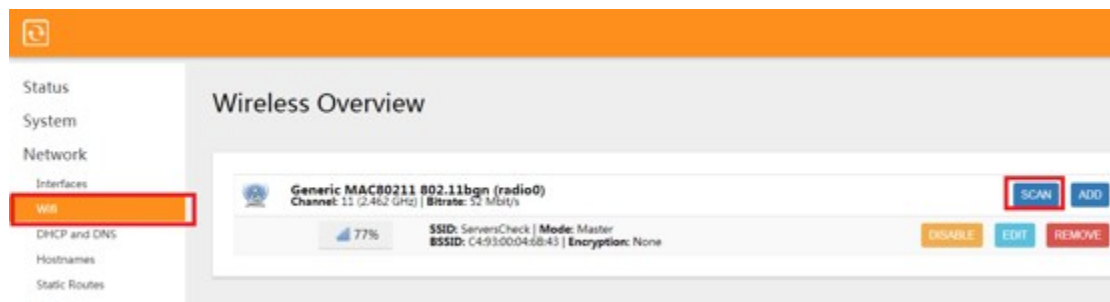 Status
System
Network
Interfaces
Wifi
DHCP and DNS
Hostnames
Static Routes
Wireless Overview
Generic MAC80211 802.11bgn (radio0)
Channel: 11 (2.462 GHz) | Bitrate: 52 Mbit/s
SCAN ADD
77%
SSID: ServersCheck | Mode: Master
BSSID: C4:93:00:04:6B:43 | Encryption: None
DISABLE EDIT REMOVE